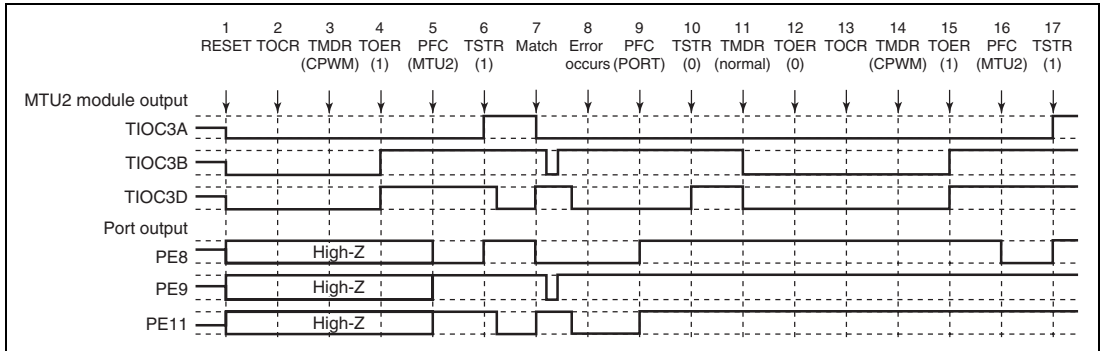 1 2 3 4 5 6 7 8 9 10 11 12 13 14 15 16 17
RESET TOCR TMDR TOER PFC TSTR Match Error PFC TSTR TMDR TOER TOCR TMDR TOER PFC TSTR
(CPWM) (1) (MTU2) (1) occurs (PORT) (0) (normal) (0) (CPWM) (1) (MTU2) (1)
MTU2 module output
TIOC3A
TIOC3B
TIOC3D
Port output
PE8 High-Z
PE9 High-Z
PE11 High-Z